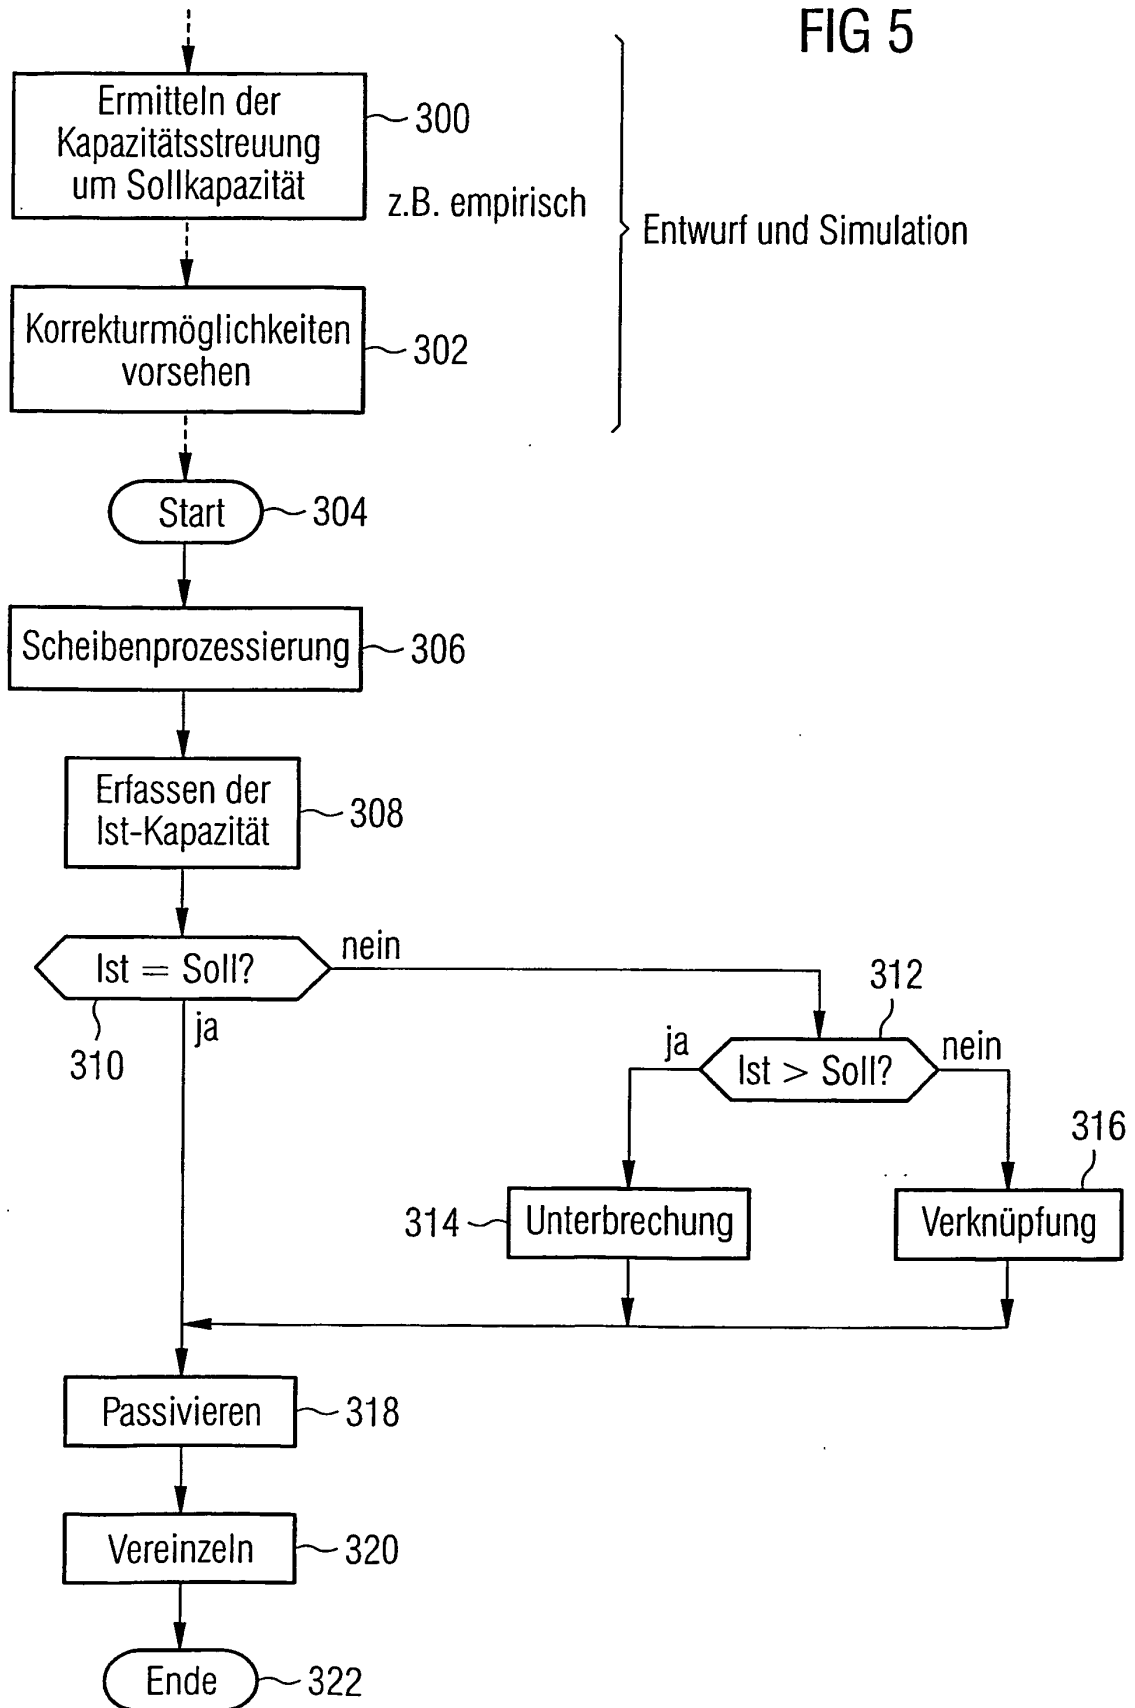 FIG 5
Ermitteln der
Kapazitätsstreuung
um Sollkapazität
300
z.B. empirisch
Entwurf und Simulation
Korrekturmöglichkeiten
vorsehen
302
Start
304
Scheibenprozessierung
306
Erfassen der
Ist-Kapazität
308
Ist = Soll?
nein
310
ja
312
ja
Ist > Soll?
nein
316
314
Unterbrechung
Verknüpfung
Passivieren
318
Vereinzeln
320
Ende
322